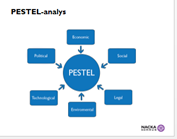 PESTEL-analys
Economic
Political
Social
PESTEL
Technological
Legal
Environmental
NACKA